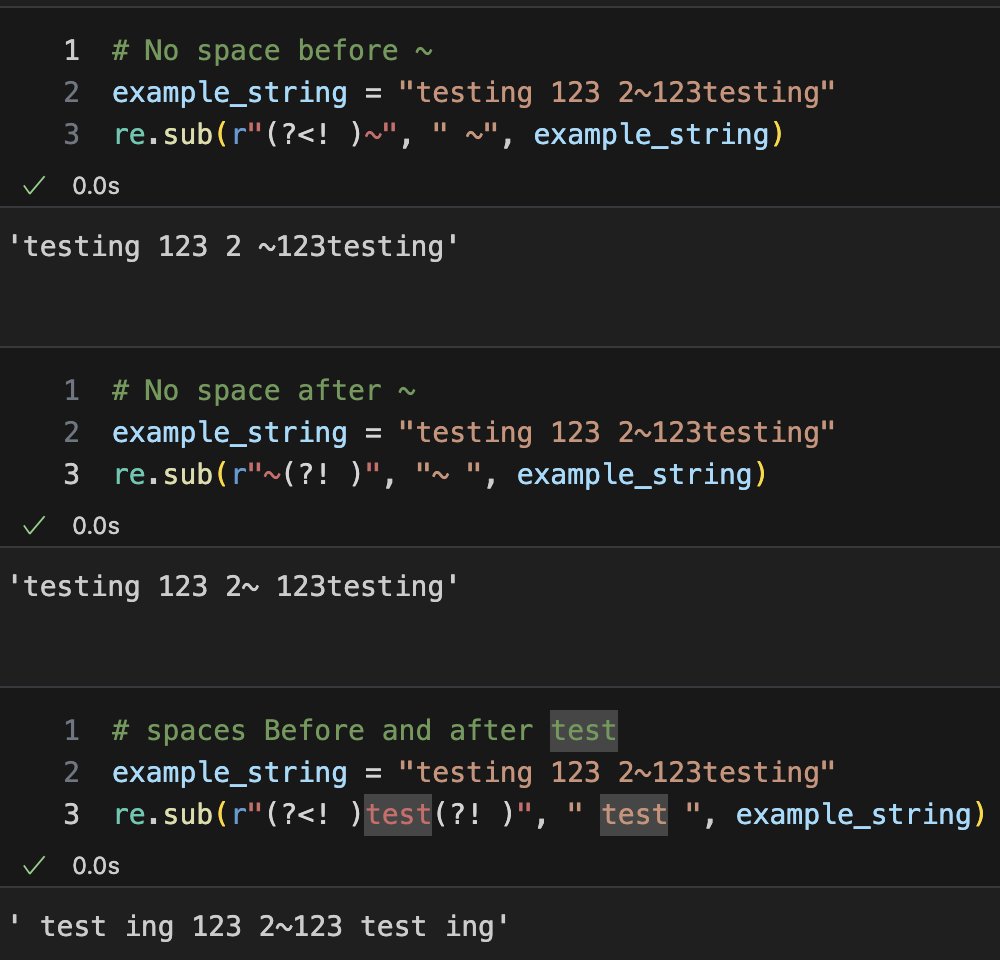 1 # No space before ~
2 example_string = "testing 123 2~123testing"
3 re.sub(r"(?<! )~", " ~", example_string)
✓ 0.0s
'testing 123 2 ~123testing'
1 # No space after ~
2 example_string = "testing 123 2~123testing"
3 re.sub(r"~(?! )", "~ ", example_string)
✓ 0.0s
'testing 123 2~ 123testing'
1 # spaces Before and after test
2 example_string = "testing 123 2~123testing"
3 re.sub(r"(?<! )test(?! )", " test ", example_string)
✓ 0.0s
' test ing 123 2~123 test ing'